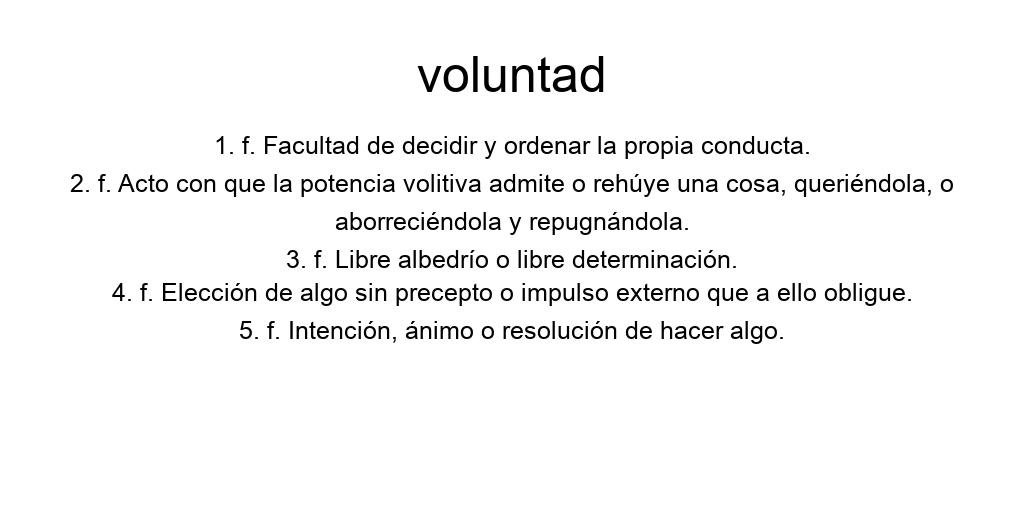 voluntad
1. f. Facultad de decidir y ordenar la propia conducta.
2. f. Acto con que la potencia volitiva admite o rehúye una cosa, queriéndola, o
aborreciéndola y repugnándola.
3. f. Libre albedrío o libre determinación.
4. f. Elección de algo sin precepto o impulso externo que a ello obligue.
5. f. Intención, ánimo o resolución de hacer algo.